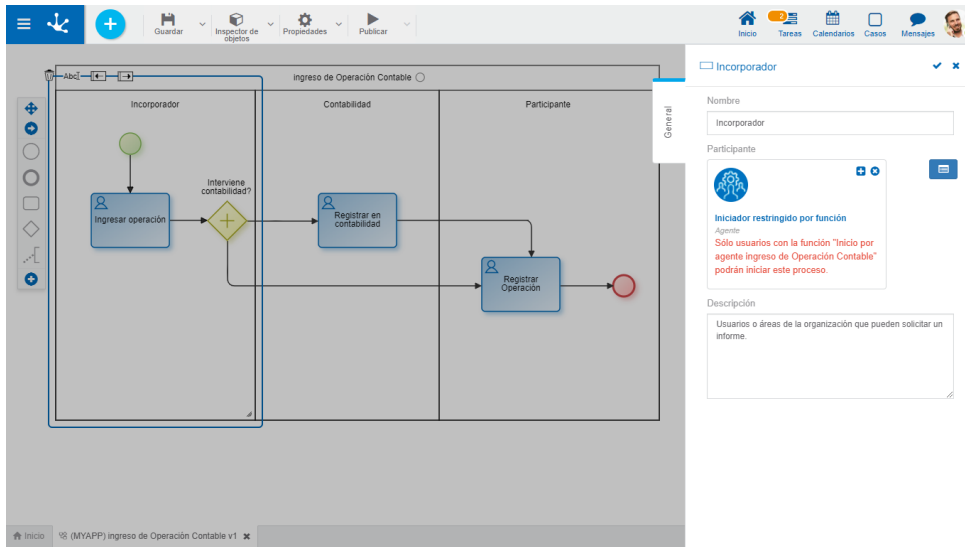 Guardar
Inspector de
objetos
Propiedades
Publicar
Inicio
2
Tareas
Calendarios
Casos
Mensajes
Abc
ingreso de Operación Contable
Incorporador
Contabilidad
Participante
Interviene
contabilidad?
Ingresar operación
Registrar en
contabilidad
Registrar
Operación
General
Incorporador
Nombre
Incorporador
Participante
Iniciador restringido por función
Agente
Sólo usuarios con la función "Inicio por
agente ingreso de Operación Contable"
podrán iniciar este proceso.
Descripción
Usuarios o áreas de la organización que pueden solicitar un
informe.
Inicio
(MYAPP) ingreso de Operación Contable v1